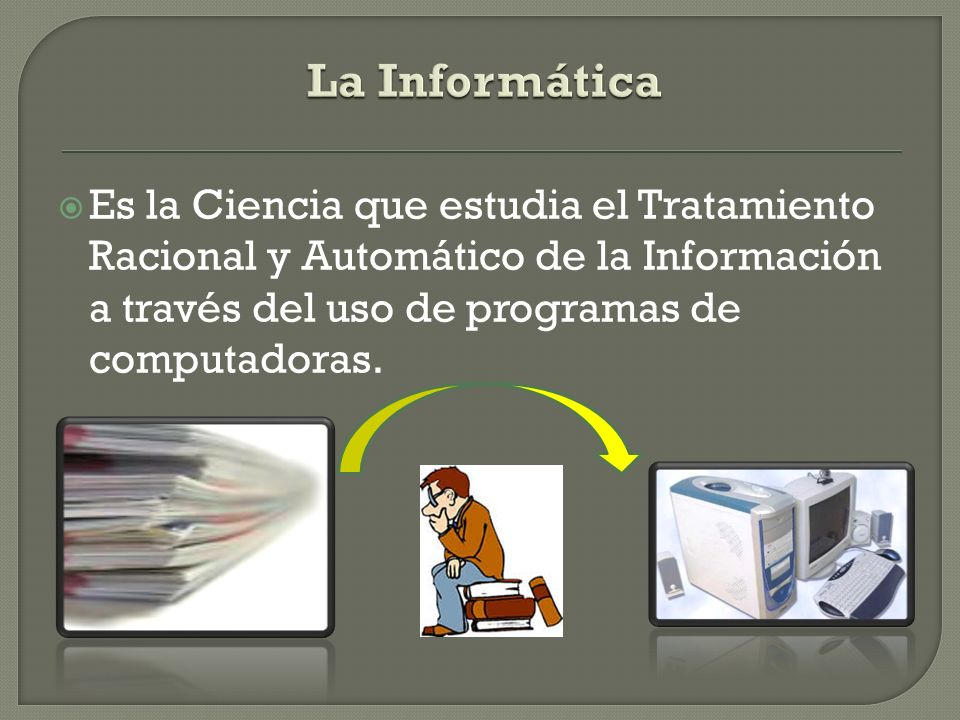 La Informática
Es la Ciencia que estudia el Tratamiento
Racional y Automático de la Información
a través del uso de programas de
computadoras.